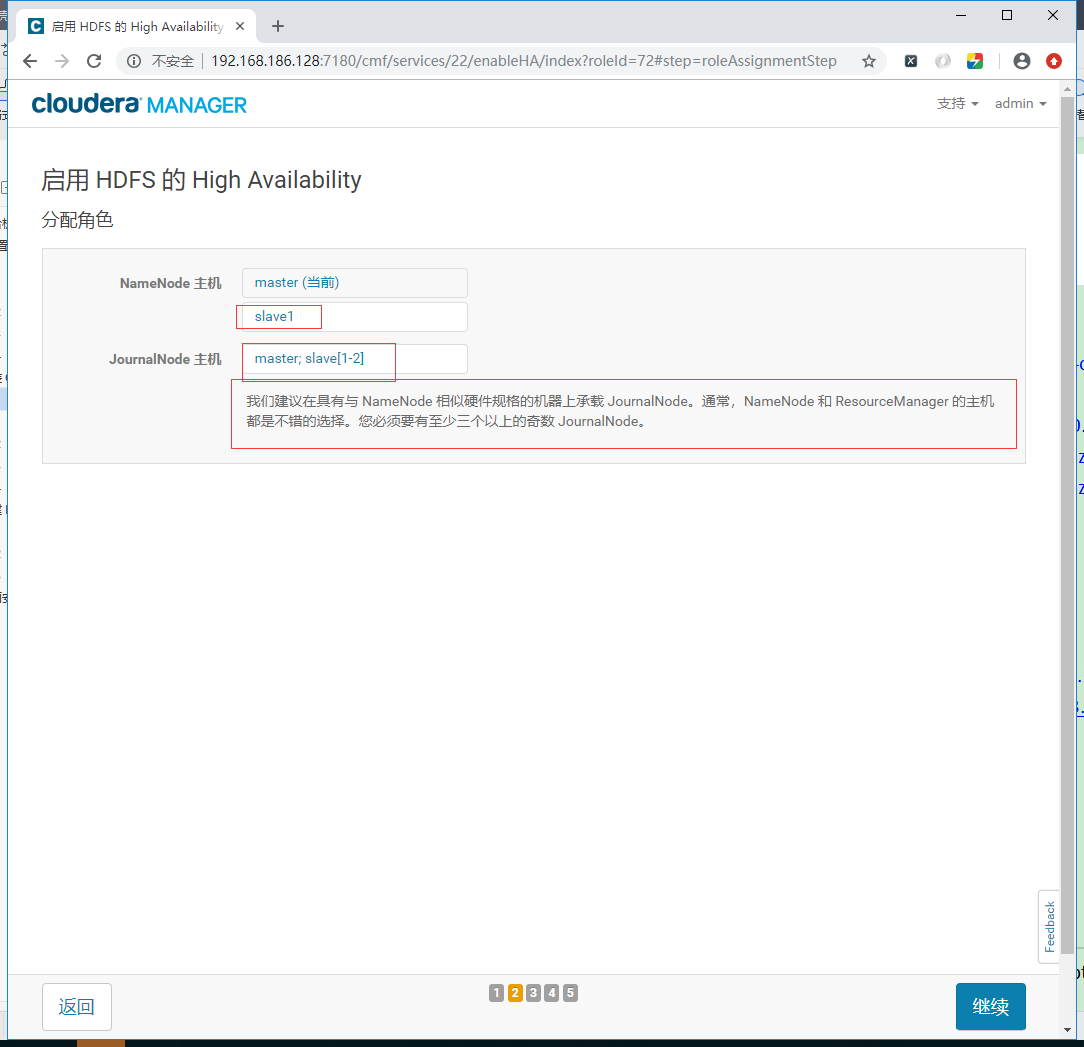 启用 HDFS 的 High Availability
不安全 192.168.186.128:7180/cmf/services/22/enableHA/index?roleId=72#step=roleAssignmentStep
cloudera MANAGER
支持 admin
启用 HDFS 的 High Availability
分配角色
NameNode 主机 master (当前)
slave1
JournalNode 主机 master; slave[1-2]
我们建议在具有与 NameNode 相似硬件规格的机器上承载 JournalNode。通常，NameNode 和 ResourceManager 的主机
都是不错的选择。您必须要有至少三个以上的奇数 JournalNode。
Feedback
返回 1 2 3 4 5 继续